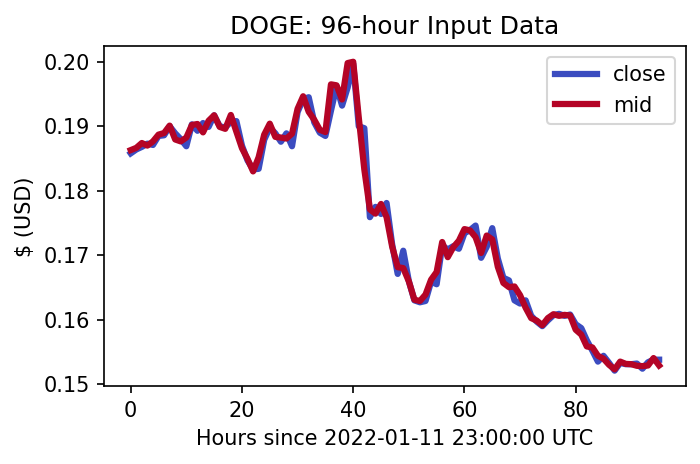 DOGE: 96-hour Input Data
close
mid
$ (USD)
0.20
0.19
0.18
0.17
0.16
0.15
0
20
40
60
80
Hours since 2022-01-11 23:00:00 UTC